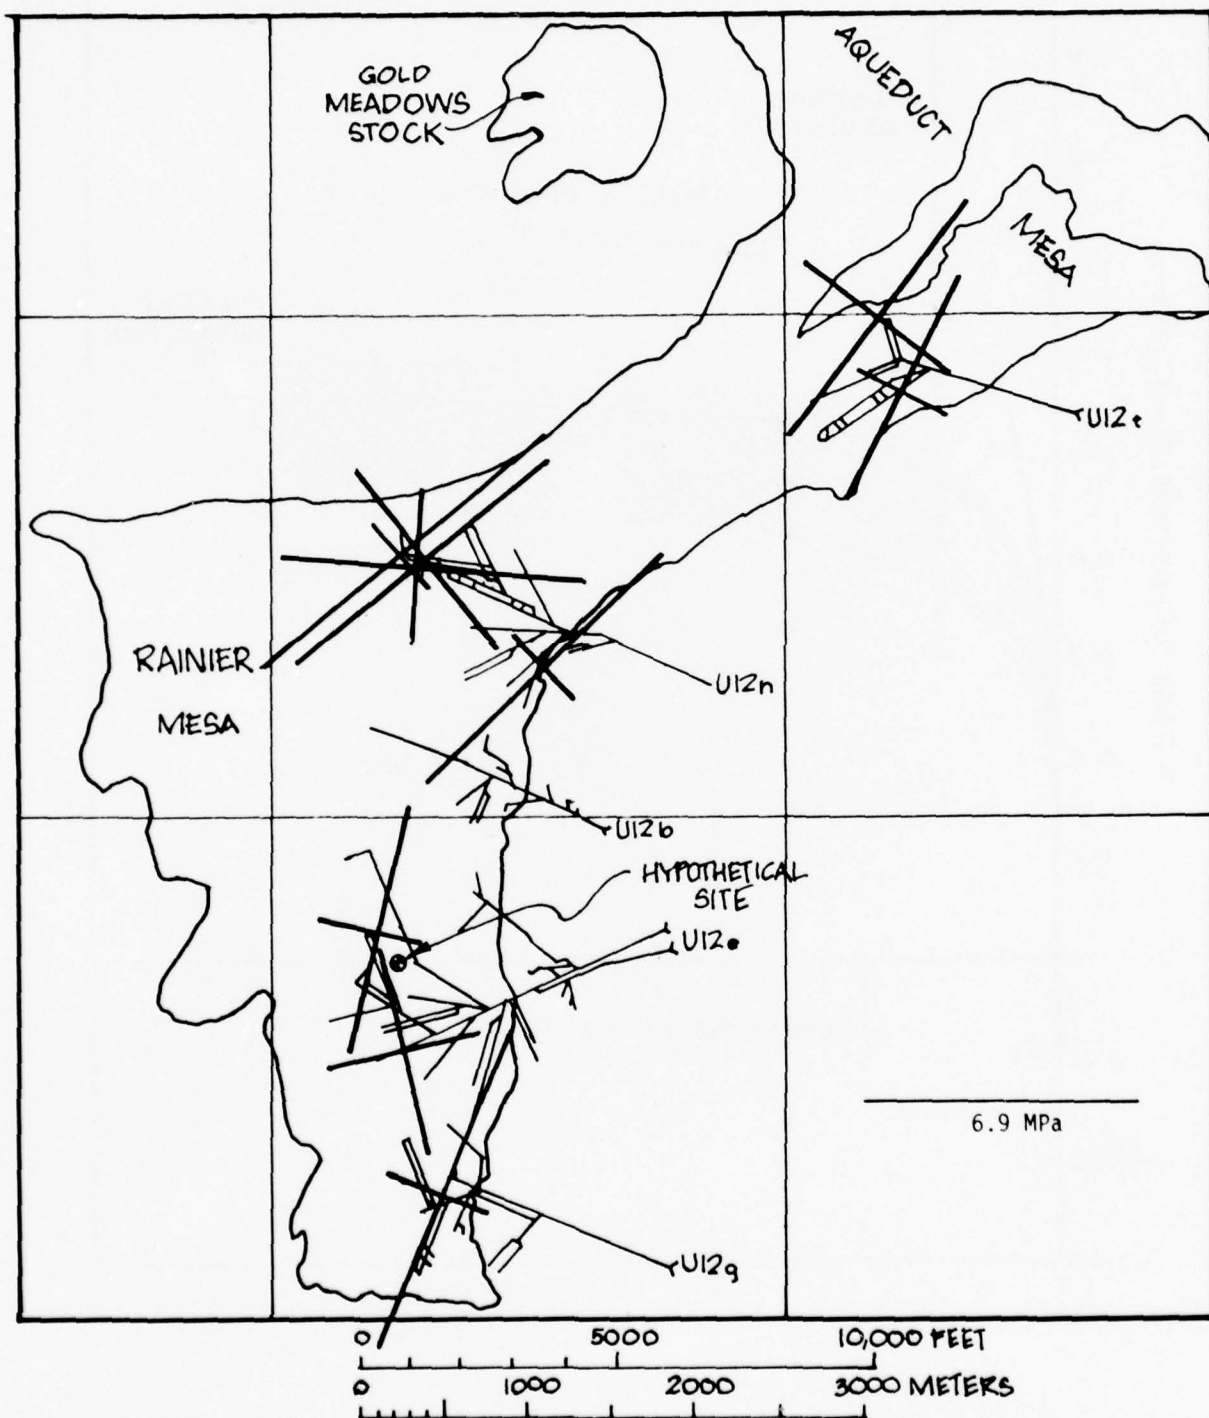 GOLD
MEADOWS
STOCK
AQUEDUCT
MESA
U12t
RAINIER
MESA
U12n
U12b
HYPOTHETICAL
SITE
U12e
6.9 MPa
U12g
0 5000 10,000 FEET
0 1000 2000 3000 METERS